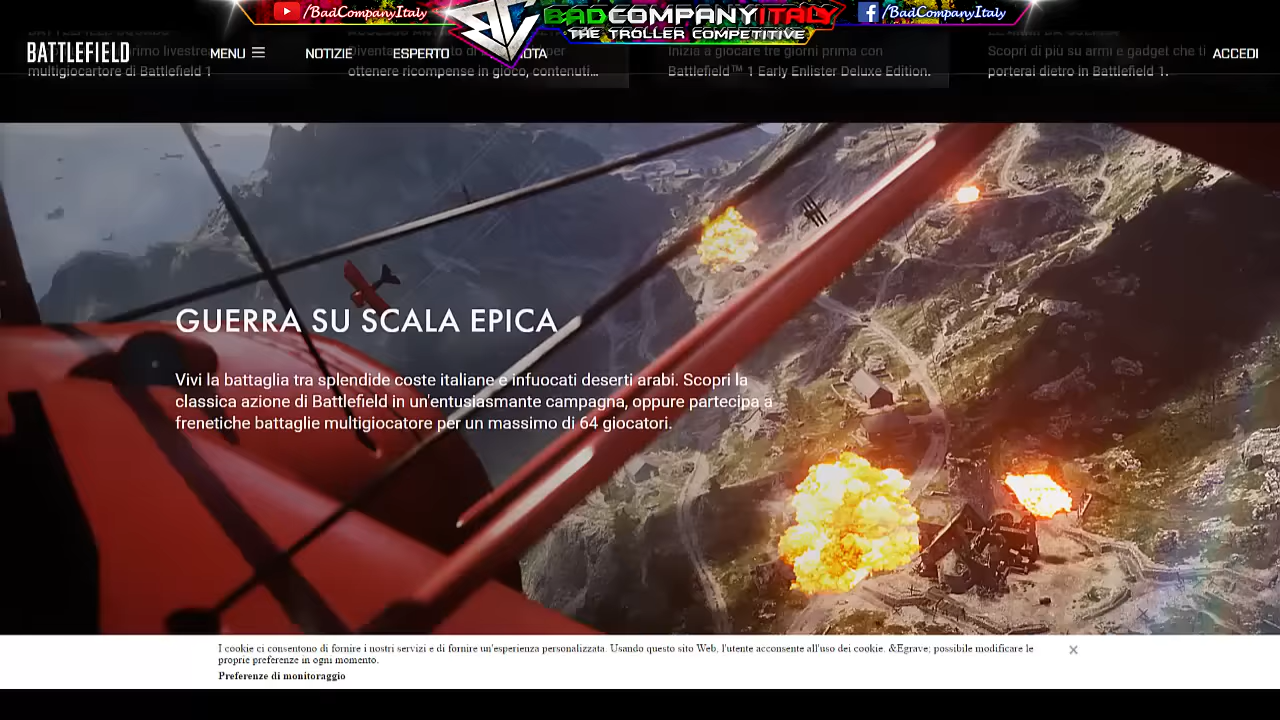 /BadCompanyItaly
BADCOMPANYITALY
THE TROLLER COMPETITIVE
/BadCompanyItaly
BATTLEFIELD
MENU
NOTIZIE
ESPERTO
ACCEDI
multigiocartore di Battlefield 1
ottenere ricompense in gioco, contenuti...
Inizia a giocare tre giorni prima con
Battlefield™ 1 Early Enlister Deluxe Edition.
Scopri di più su armi e gadget che ti
porterai dietro in Battlefield 1.
GUERRA SU SCALA EPICA
Vivi la battaglia tra splendide coste italiane e infuocati deserti arabi. Scopri la
classica azione di Battlefield in un'entusiasmante campagna, oppure partecipa a
frenetiche battaglie multigiocatore per un massimo di 64 giocatori.
I cookie ci consentono di fornire i nostri servizi e di fornire un'esperienza personalizzata. Usando questo sito Web, l'utente acconsente all'uso dei cookie. &Egrave; possibile modificare le
proprie preferenze in ogni momento.
Preferenze di monitoraggio